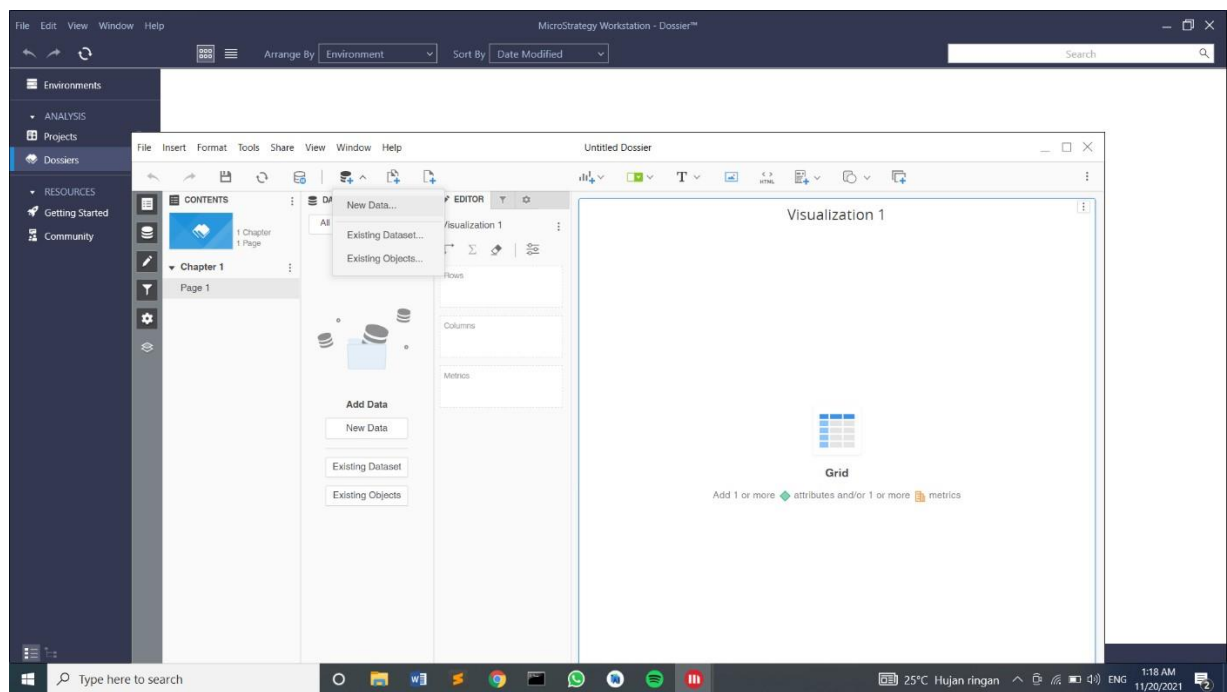 File Edit View Window Help
MicroStrategy Workstation - Dossier™
Arrange By Environment Sort By Date Modified
Search
Environments
ANALYSIS
Projects
Dossiers
RESOURCES
Getting Started
Community
File Insert Format Tools Share View Window Help
Untitled Dossier
T
HTML
CONTENTS
1 Chapter
1 Page
Chapter 1
Page 1
DA
All
New Data...
Existing Dataset...
Existing Objects...
Add Data
New Data
Existing Dataset
Existing Objects
EDITOR
Visualization 1
Rows
Columns
Metrics
Visualization 1
Grid
Add 1 or more attributes and/or 1 or more metrics
Type here to search
25°C Hujan ringan
ENG
1:18 AM
11/20/2021
2